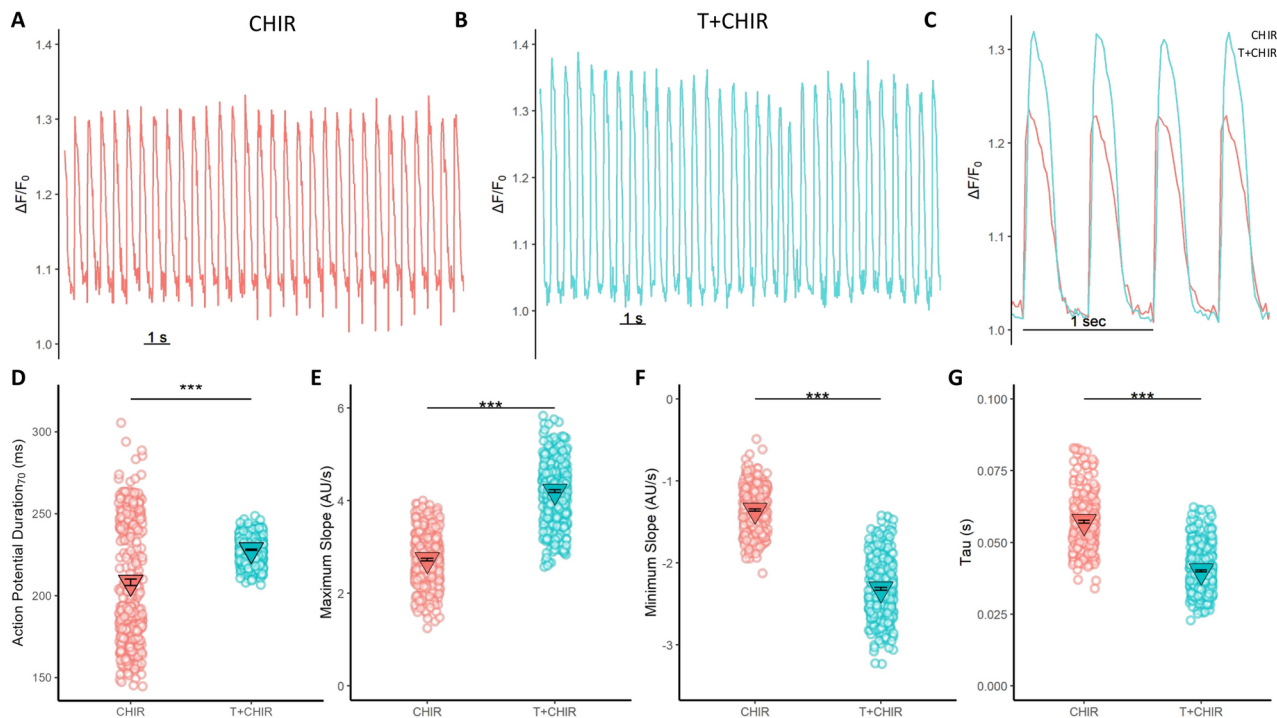 A
CHIR
B
T+CHIR
C
ΔF/F0
1.4
1.3
1.2
1.1
1.0
1 s
ΔF/F0
1.4
1.3
1.2
1.1
1.0
1 s
ΔF/F0
1.3
1.2
1.1
1.0
CHIR
T+CHIR
1 sec
D
Action Potential Duration70 (ms)
300
250
200
150
***
CHIR
T+CHIR
E
Maximum Slope (AU/s)
6
4
2
0
***
CHIR
T+CHIR
F
Minimum Slope (AU/s)
0
-1
-2
-3
***
CHIR
T+CHIR
G
Tau (s)
0.100
0.075
0.050
0.025
0.000
***
CHIR
T+CHIR